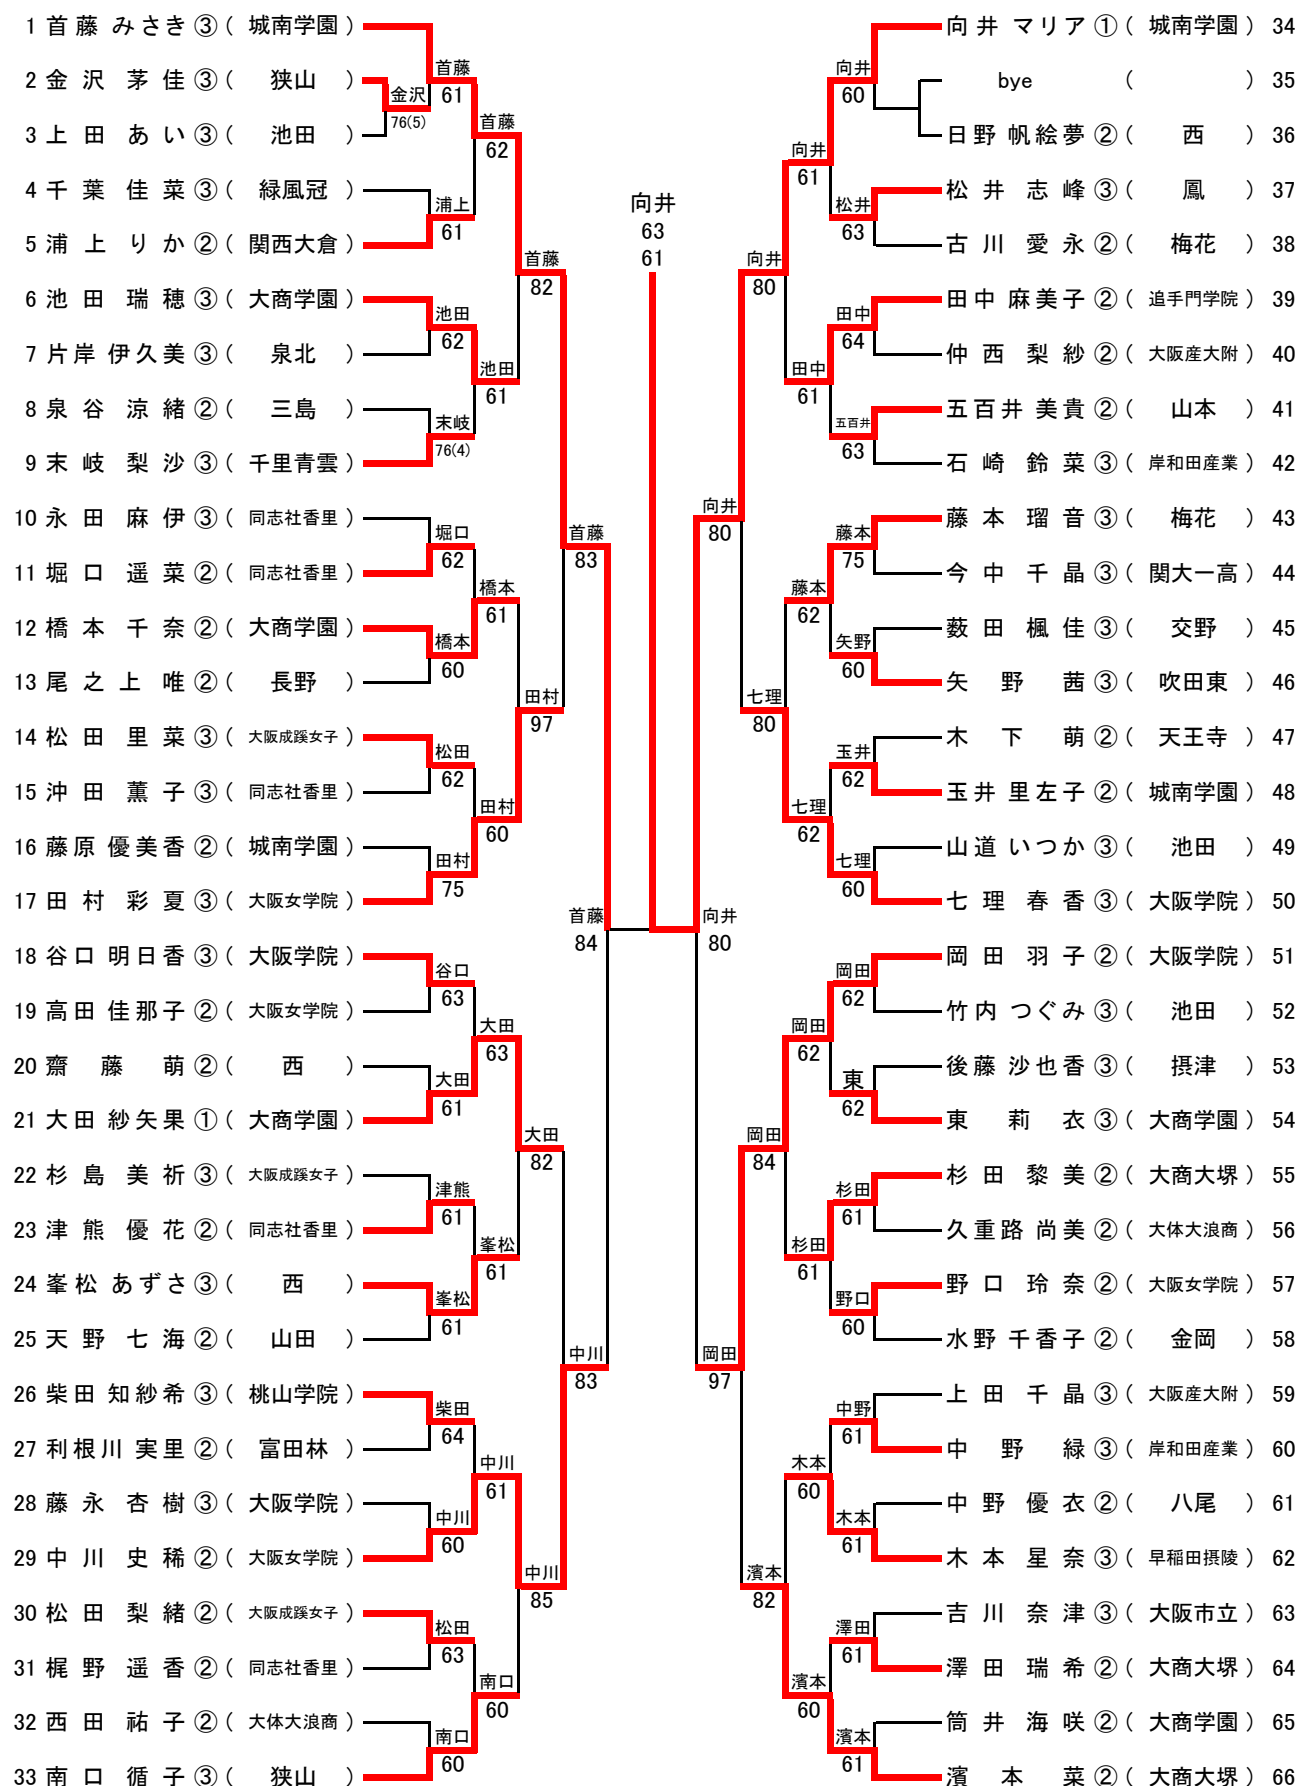 1 首藤 みさき ③ ( 城南学園 )
2 金沢 茅佳 ③ ( 狭山 )
3 上田 あい ③ ( 池田 )
4 千葉 佳菜 ③ ( 緑風冠 )
5 浦上 りか ② ( 関西大倉 )
6 池田 瑞穂 ③ ( 大商学園 )
7 片岸 伊久美 ③ ( 泉北 )
8 泉谷 涼緒 ② ( 三島 )
9 末岐 梨沙 ③ ( 千里青雲 )
10 永田 麻伊 ③ ( 同志社香里 )
11 堀口 遥菜 ② ( 同志社香里 )
12 橋本 千奈 ② ( 大商学園 )
13 尾之上 唯 ② ( 長野 )
14 松田 里菜 ③ ( 大阪成蹊女子 )
15 沖田 薫子 ③ ( 同志社香里 )
16 藤原 優美香 ② ( 城南学園 )
17 田村 彩夏 ③ ( 大阪女学院 )
18 谷口 明日香 ③ ( 大阪学院 )
19 高田 佳那子 ② ( 大阪女学院 )
20 齋藤 萌 ② ( 西 )
21 大田 紗矢果 ① ( 大商学園 )
22 杉島 美祈 ③ ( 大阪成蹊女子 )
23 津熊 優花 ② ( 同志社香里 )
24 峯松 あずさ ③ ( 西 )
25 天野 七海 ② ( 山田 )
26 柴田 知紗希 ③ ( 桃山学院 )
27 利根川 実里 ② ( 富田林 )
28 藤永 杏樹 ③ ( 大阪学院 )
29 中川 史稀 ② ( 大阪女学院 )
30 松田 梨緒 ② ( 大阪成蹊女子 )
31 梶野 遥香 ② ( 同志社香里 )
32 西田 祐子 ② ( 大体大浪商 )
33 南口 循子 ③ ( 狭山 )
金沢
76(5)
首藤
61
浦上
61
池田
62
末岐
76(4)
堀口
62
橋本
60
松田
62
田村
75
谷口
63
大田
61
津熊
61
峯松
61
柴田
64
中川
60
松田
63
南口
60
首藤
62
池田
61
橋本
61
田村
60
大田
63
峯松
61
中川
61
南口
60
首藤
82
田村
97
大田
82
中川
85
首藤
83
中川
83
首藤
84
向井
63
61
向井
80
向井
80
岡田
97
向井
80
七理
80
岡田
84
濱本
82
向井
61
田中
61
藤本
62
七理
62
岡田
62
杉田
61
木本
60
濱本
60
向井
60
松井
63
田中
64
五百井
63
藤本
75
矢野
60
玉井
62
七理
60
岡田
62
東
62
杉田
61
野口
60
中野
61
木本
61
澤田
61
濱本
61
向井 マリア ① ( 城南学園 ) 34
bye ( ) 35
日野 帆絵夢 ② ( 西 ) 36
松井 志峰 ③ ( 鳳 ) 37
古川 愛永 ② ( 梅花 ) 38
田中 麻美子 ② ( 追手門学院 ) 39
仲西 梨紗 ② ( 大阪産大附 ) 40
五百井 美貴 ② ( 山本 ) 41
石崎 鈴菜 ③ ( 岸和田産業 ) 42
藤本 瑠音 ③ ( 梅花 ) 43
今中 千晶 ③ ( 関大一高 ) 44
薮田 楓佳 ③ ( 交野 ) 45
矢野 茜 ③ ( 吹田東 ) 46
木下 萌 ② ( 天王寺 ) 47
玉井 里左子 ② ( 城南学園 ) 48
山道 いつか ③ ( 池田 ) 49
七理 春香 ③ ( 大阪学院 ) 50
岡田 羽子 ② ( 大阪学院 ) 51
竹内 つぐみ ③ ( 池田 ) 52
後藤 沙也香 ③ ( 摂津 ) 53
東 莉衣 ③ ( 大商学園 ) 54
杉田 黎美 ② ( 大商大堺 ) 55
久重路 尚美 ② ( 大体大浪商 ) 56
野口 玲奈 ② ( 大阪女学院 ) 57
水野 千香子 ② ( 金岡 ) 58
上田 千晶 ③ ( 大阪産大附 ) 59
中野 緑 ③ ( 岸和田産業 ) 60
中野 優衣 ② ( 八尾 ) 61
木本 星奈 ③ ( 早稲田摂陵 ) 62
吉川 奈津 ③ ( 大阪市立 ) 63
澤田 瑞希 ② ( 大商大堺 ) 64
筒井 海咲 ② ( 大商学園 ) 65
濱本 菜 ② ( 大商大堺 ) 66